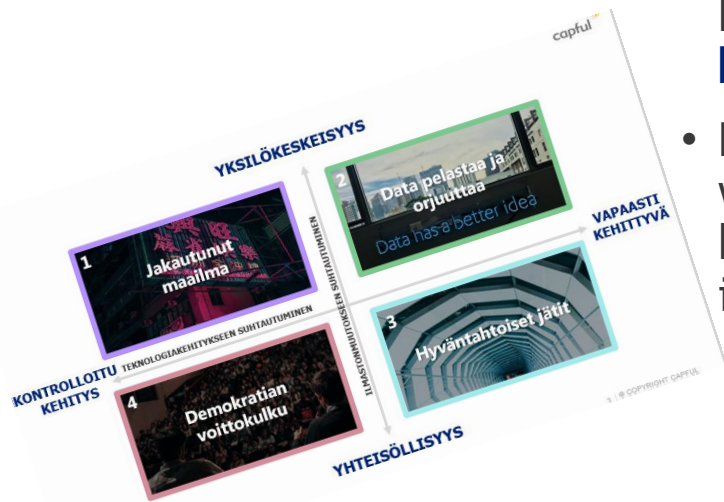 capful
YKSILÖKESKEISYYS
2
Data pelastaa ja
orjuuttaa
Data has a better idea
VAPAASTI
KEHITTYVÄ
1
Jakautunut
maailma
ILMASTONMUUTOKSEEN SUHTAUTUMINEN
TEKNOLOGIAKEHITYKSEEN SUHTAUTUMINEN
3
Hyväntahtoiset jätit
KONTROLLOITU
KEHITYS
4
Demokratian
voittokulku
YHTEISÖLLISYYS
5 | © COPYRIGHT CAPFUL